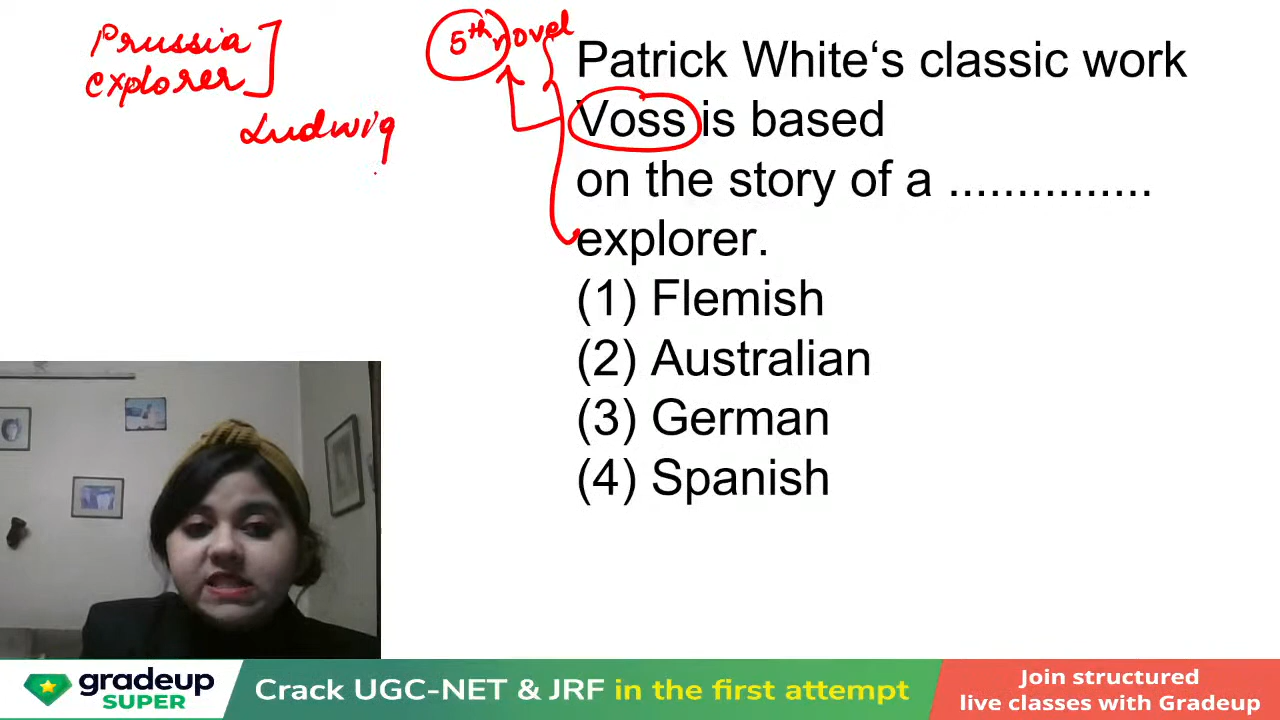 Prussia
explorer
Ludwig
5th novel
Patrick White‘s classic work
Voss is based
on the story of a ...............
explorer.
(1) Flemish
(2) Australian
(3) German
(4) Spanish
gradeup
SUPER
Crack UGC-NET & JRF in the first attempt
Join structured
live classes with Gradeup